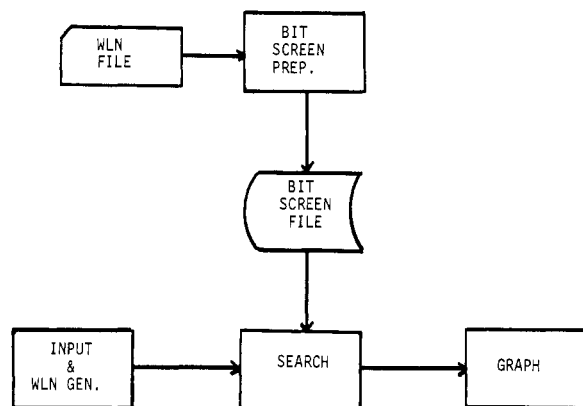 WLN
FILE
BIT
SCREEN
PREP.
BIT
SCREEN
FILE
INPUT
&
WLN GEN.
SEARCH
GRAPH